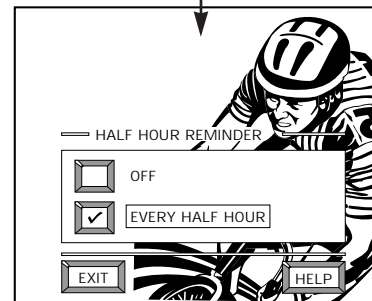 HALF HOUR REMINDER
OFF
EVERY HALF HOUR
EXIT
HELP